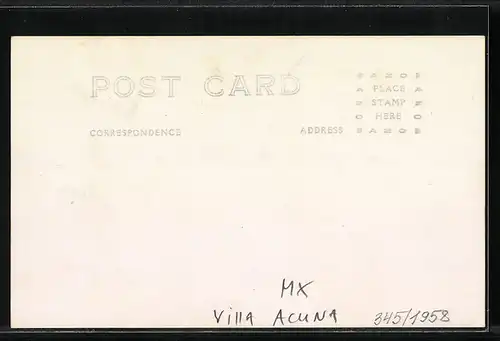 POST CARD
PLACE
STAMP
HERE
CORRESPONDENCE ADDRESS
MX
Villa ACUNA 345/1958